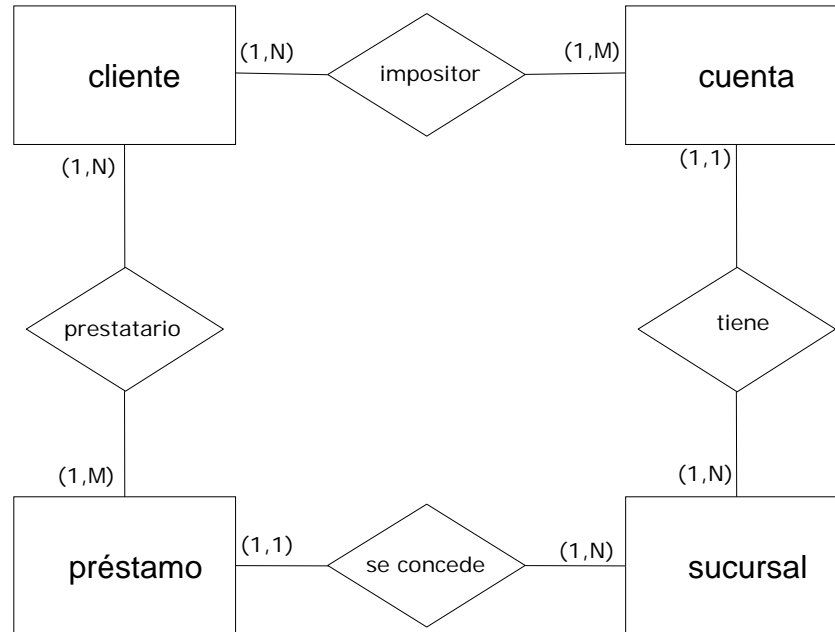 (1,N)
(1,M)
cliente
impositor
cuenta
(1,N)
(1,1)
prestatario
tiene
(1,M)
(1,N)
(1,1)
(1,N)
préstamo
se concede
sucursal